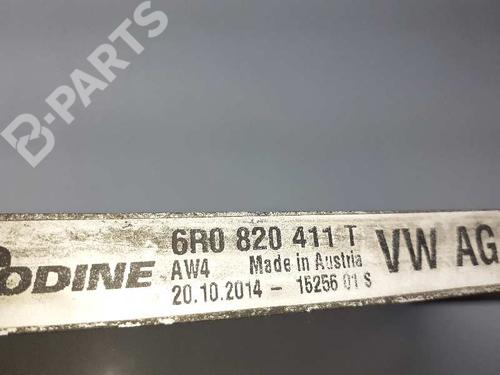 B-PARTS
6R0 820 411 T
ODINE
AW4 Made in Austria
VW AG
20.10.2014 - 15256 01 S